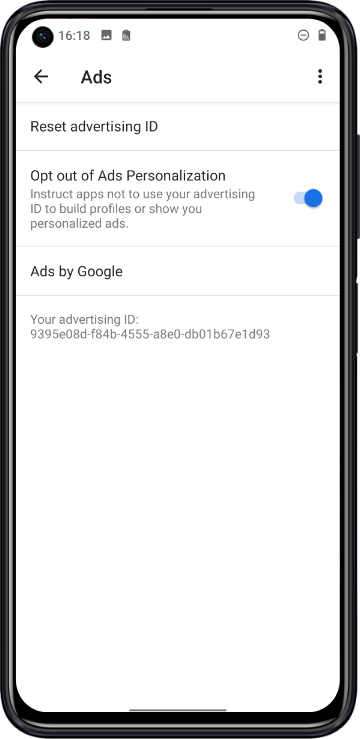 16:18
Ads
Reset advertising ID
Opt out of Ads Personalization
Instruct apps not to use your advertising
ID to build profiles or show you
personalized ads.
Ads by Google
Your advertising ID:
9395e08d-f84b-4555-a8e0-db01b67e1d93